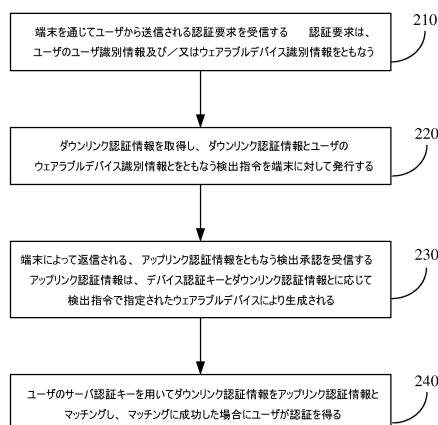 端末を通じてユーザから送信される認証要求を受信する　認証要求は、
ユーザのユーザ識別情報及び／又はウェアラブルデバイス識別情報をともなう
210
ダウンリンク認証情報を取得し、ダウンリンク認証情報とユーザの
ウェアラブルデバイス識別情報とをともなう検出指令を端末に対して発行する
220
端末によって返信される、アップリンク認証情報をともなう検出承認を受信する
アップリンク認証情報は、デバイス認証キーとダウンリンク認証情報とに応じて
検出指令で指定されたウェアラブルデバイスにより生成される
230
ユーザのサーバ認証キーを用いてダウンリンク認証情報をアップリンク認証情報と
マッチングし、マッチングに成功した場合にユーザが認証を得る
240